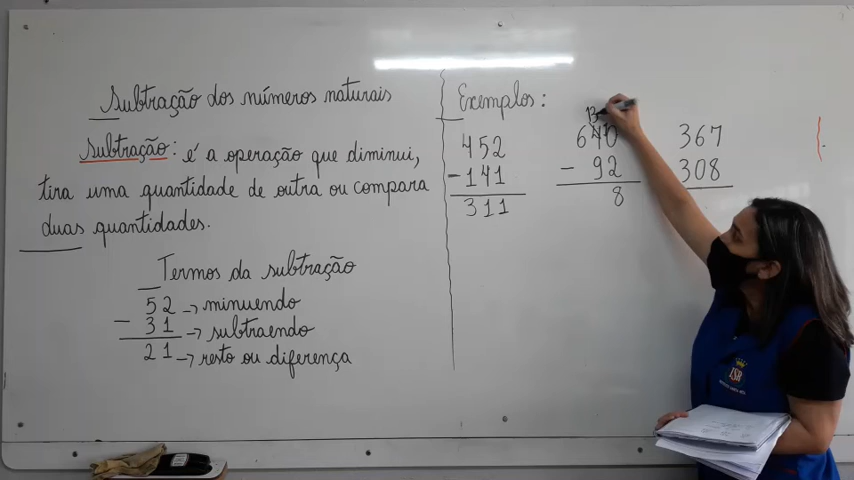 Subtração dos números naturais
Subtração: é a operação que diminui,
tira uma quantidade de outra ou compara
duas quantidades.
Termos da subtração
52 → minuendo
- 31 → subtraendo
21 → resto ou diferença
Exemplos:
452
- 141
311
13
640
- 92
8
367
308